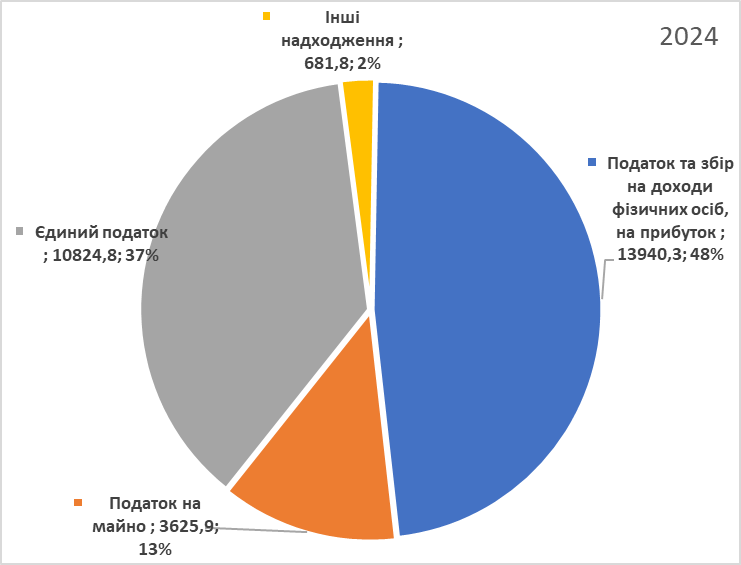 2024
Інші
надходження ;
681,8; 2%
Податок та збір
на доходи
фізичних осіб,
на прибуток ;
13940,3; 48%
Єдиний податок
; 10824,8; 37%
Податок на
майно ; 3625,9;
13%